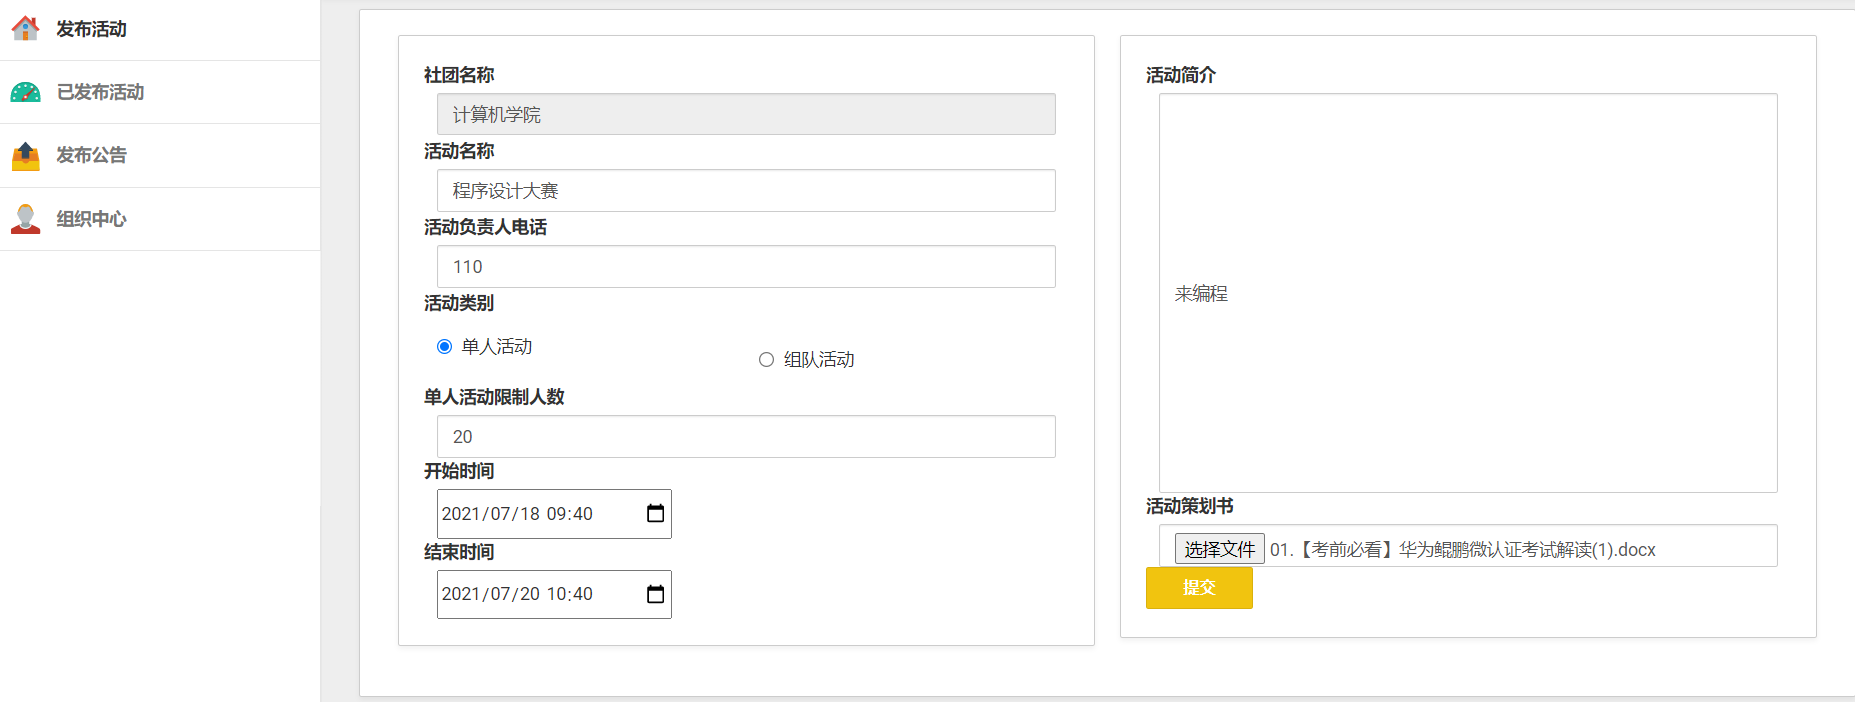 发布活动
已发布活动
发布公告
组织中心
社团名称
计算机学院
活动名称
程序设计大赛
活动负责人电话
110
活动类别
单人活动
组队活动
单人活动限制人数
20
开始时间
2021/07/18 09:40
结束时间
2021/07/20 10:40
活动简介
来编程
活动策划书
选择文件 01.【考前必看】华为鲲鹏微认证考试解读(1).docx
提交